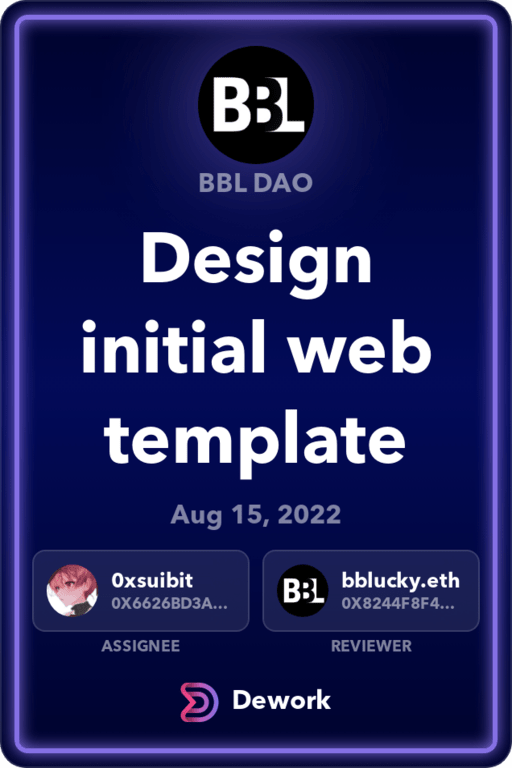 BBL
BBL DAO
Design
initial web
template
Aug 15, 2022
0xsuibit
0X6626BD3A...
ASSIGNEE
BBL
bblucky.eth
0X8244F8F4...
REVIEWER
Dework